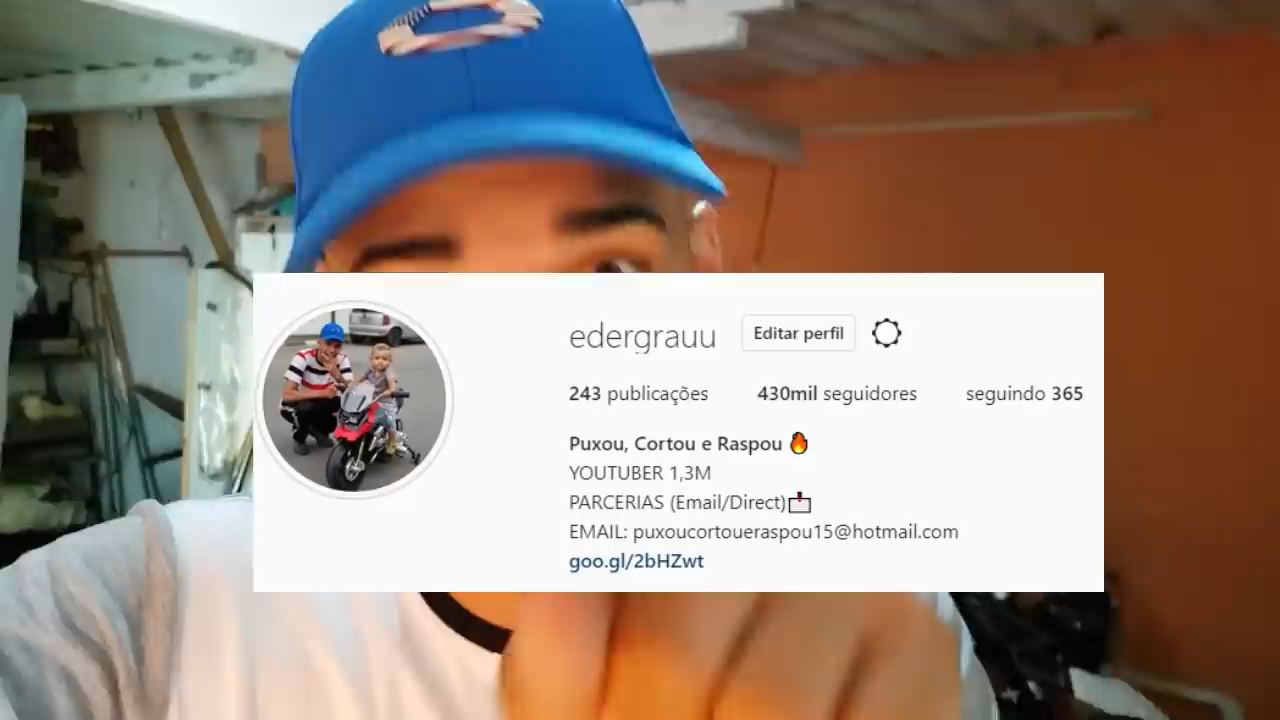 edergrauu Editar perfil
243 publicações 430mil seguidores seguindo 365
Puxou, Cortou e Raspou 🔥
YOUTUBER 1,3M
PARCERIAS (Email/Direct)📩
EMAIL: puxoucortoueraspou15@hotmail.com
goo.gl/2bHZwt